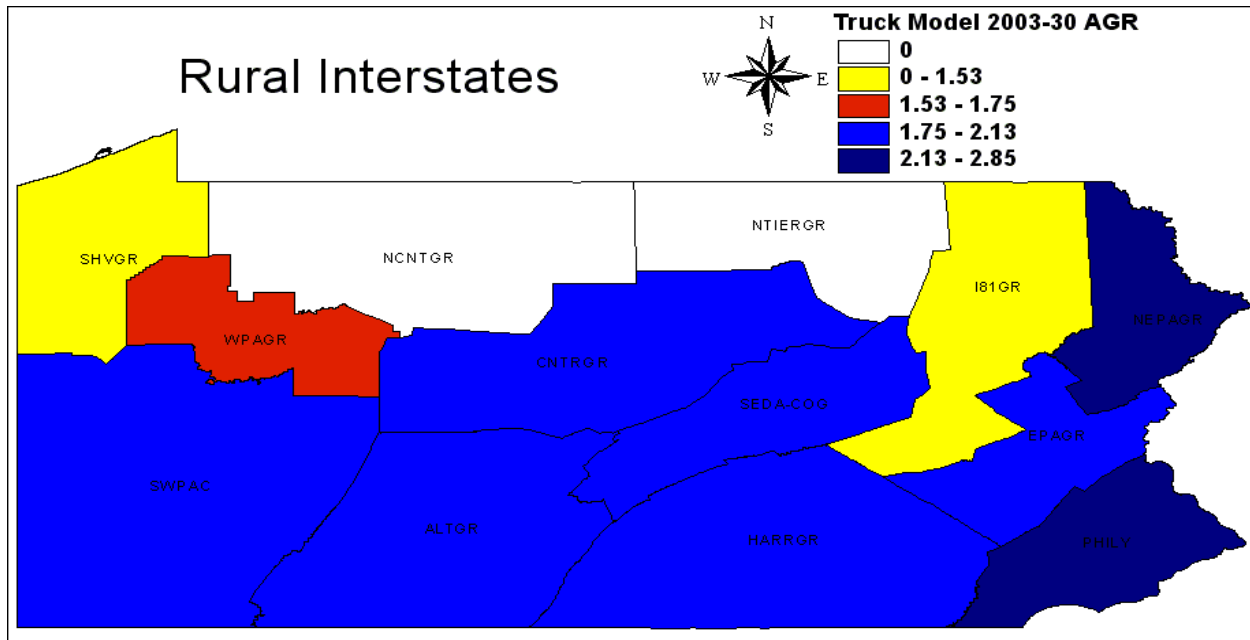 Rural Interstates
N
W E
S
Truck Model 2003-30 AGR
0
0 - 1.53
1.53 - 1.75
1.75 - 2.13
2.13 - 2.85
SHVGR
NCNTGR
NTIERGR
I81GR
NEPAGR
WPAGR
CNTRGR
SEDA-COG
EPAGR
SWPAC
ALTGR
HARRGR
PHILY